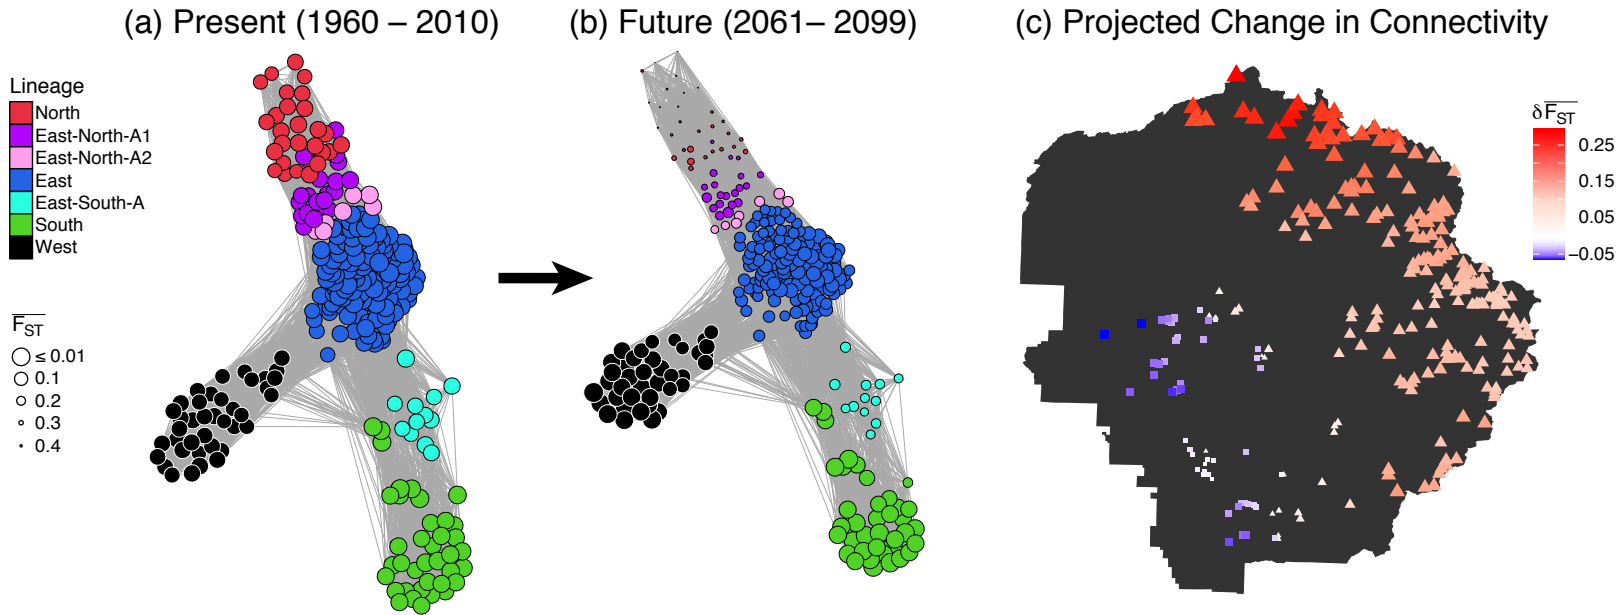 (a) Present (1960 – 2010)
(b) Future (2061– 2099)
(c) Projected Change in Connectivity
Lineage
North
East-North-A1
East-North-A2
East
East-South-A
South
West
F_ST
≤ 0.01
0.1
0.2
0.3
0.4
δ F_ST
0.25
0.15
0.05
−0.05